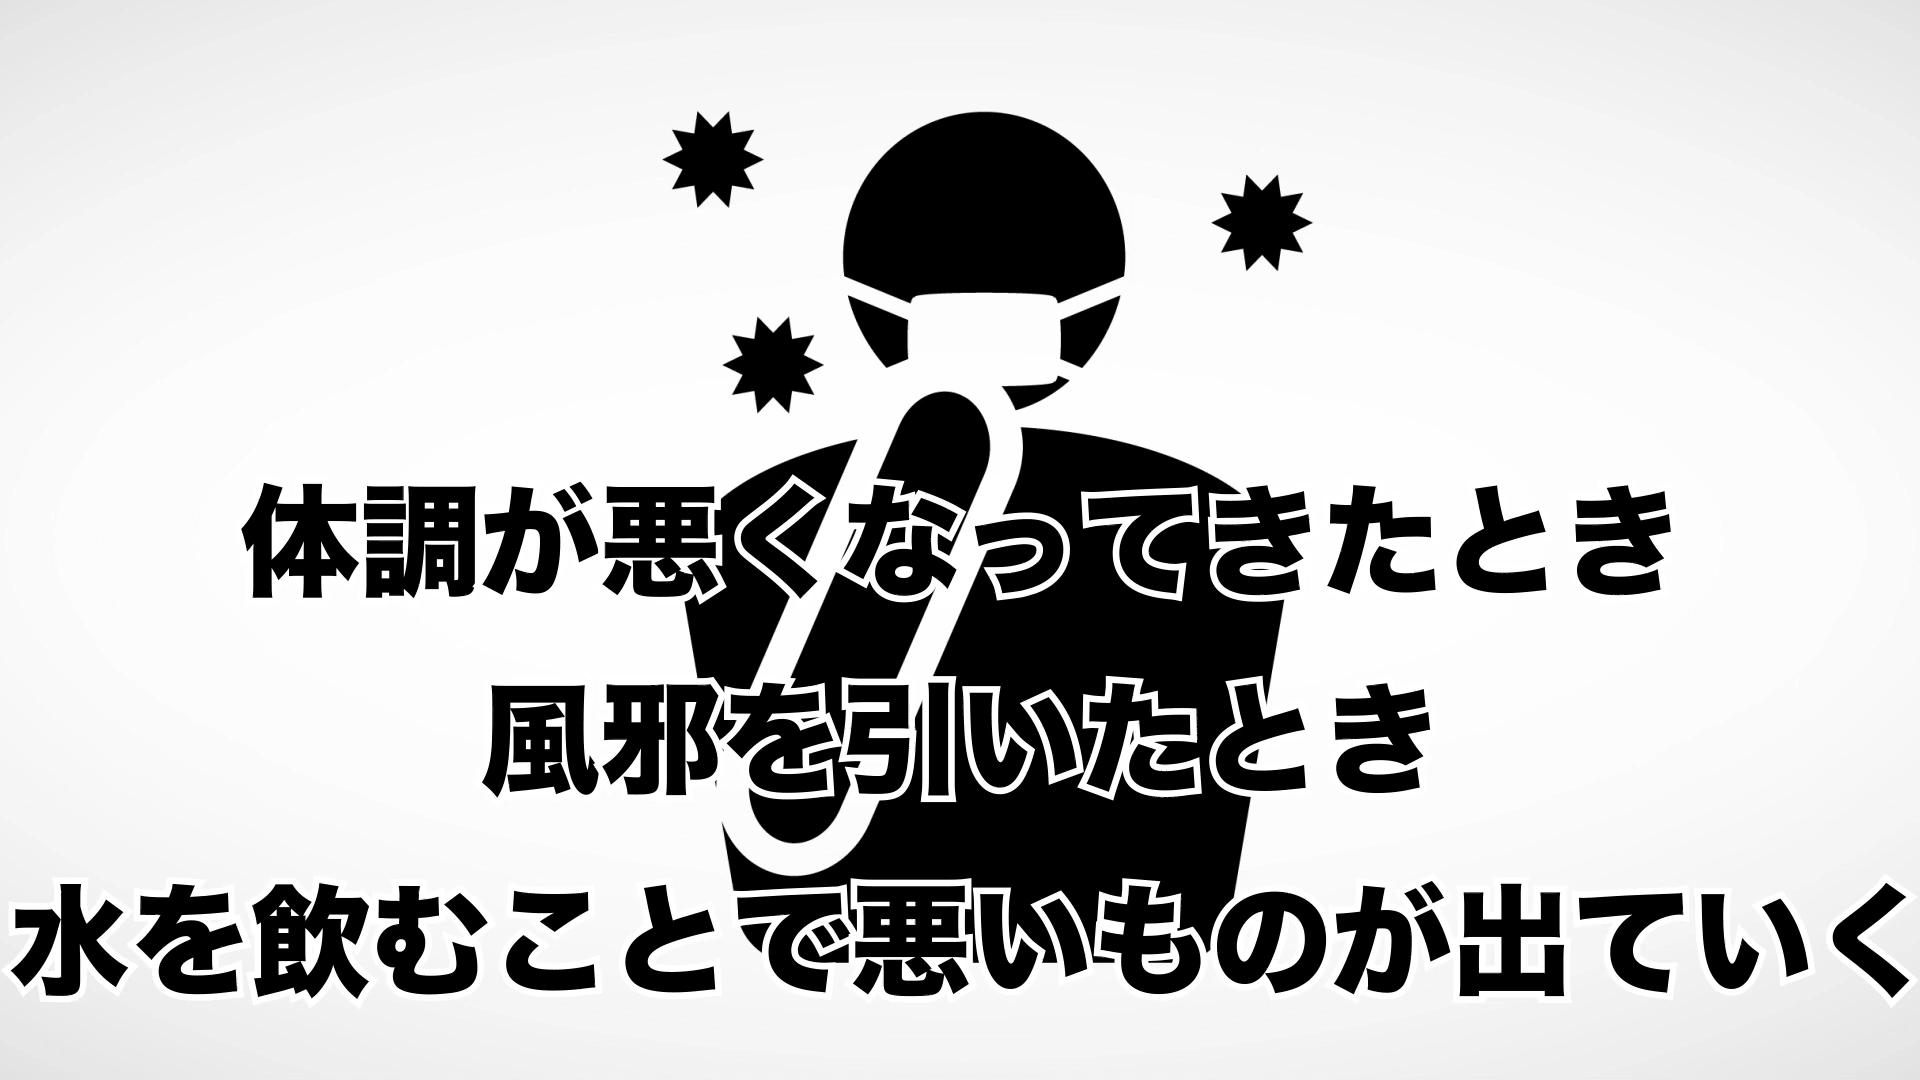 体調が悪くなってきたとき
風邪を引いたとき
水を飲むことで悪いものが出ていく